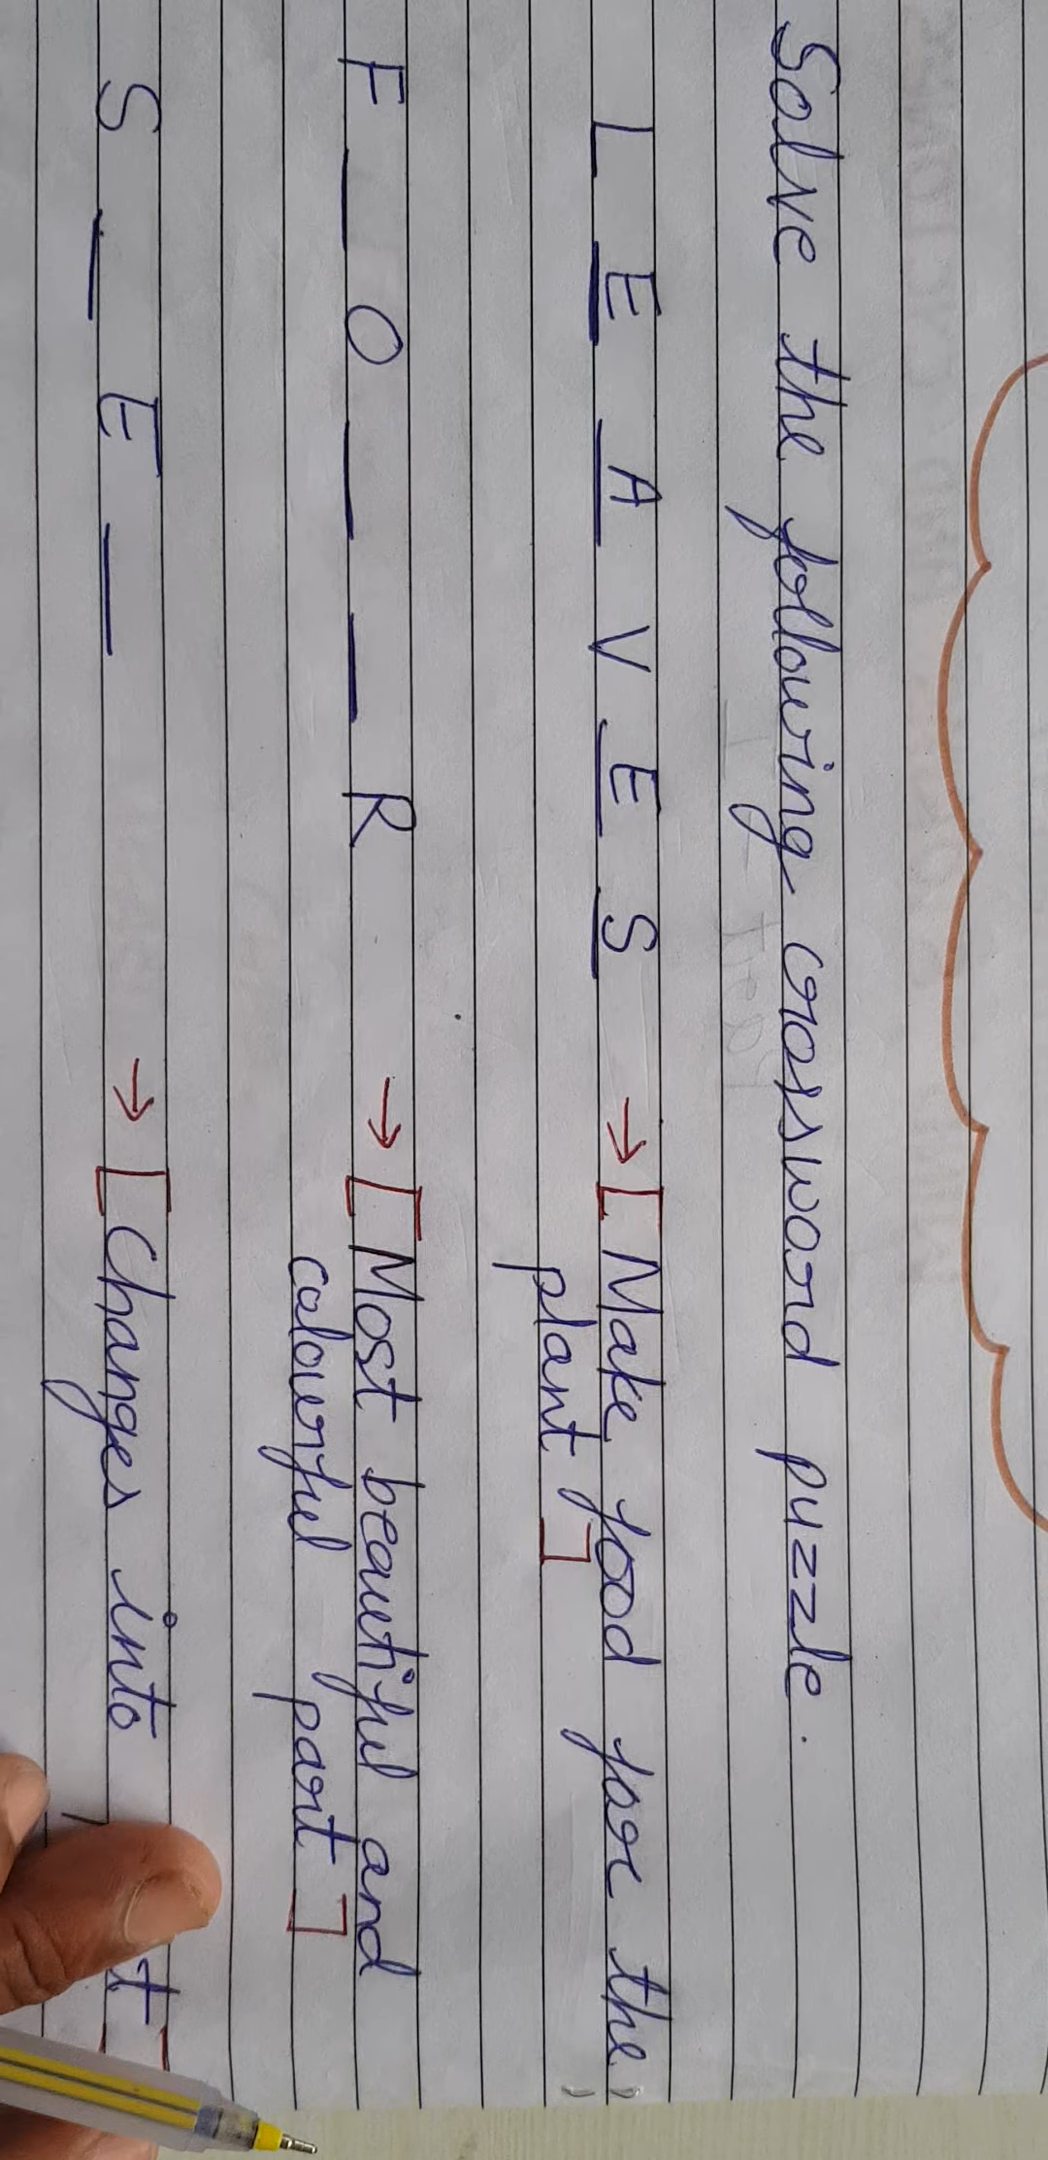 Solve the following crossword puzzle.
L E A V E S → [Make food for the
plant]
F _ O _ _ R → [Most beautiful and
colourful part]
S _ E _ → [Changes into